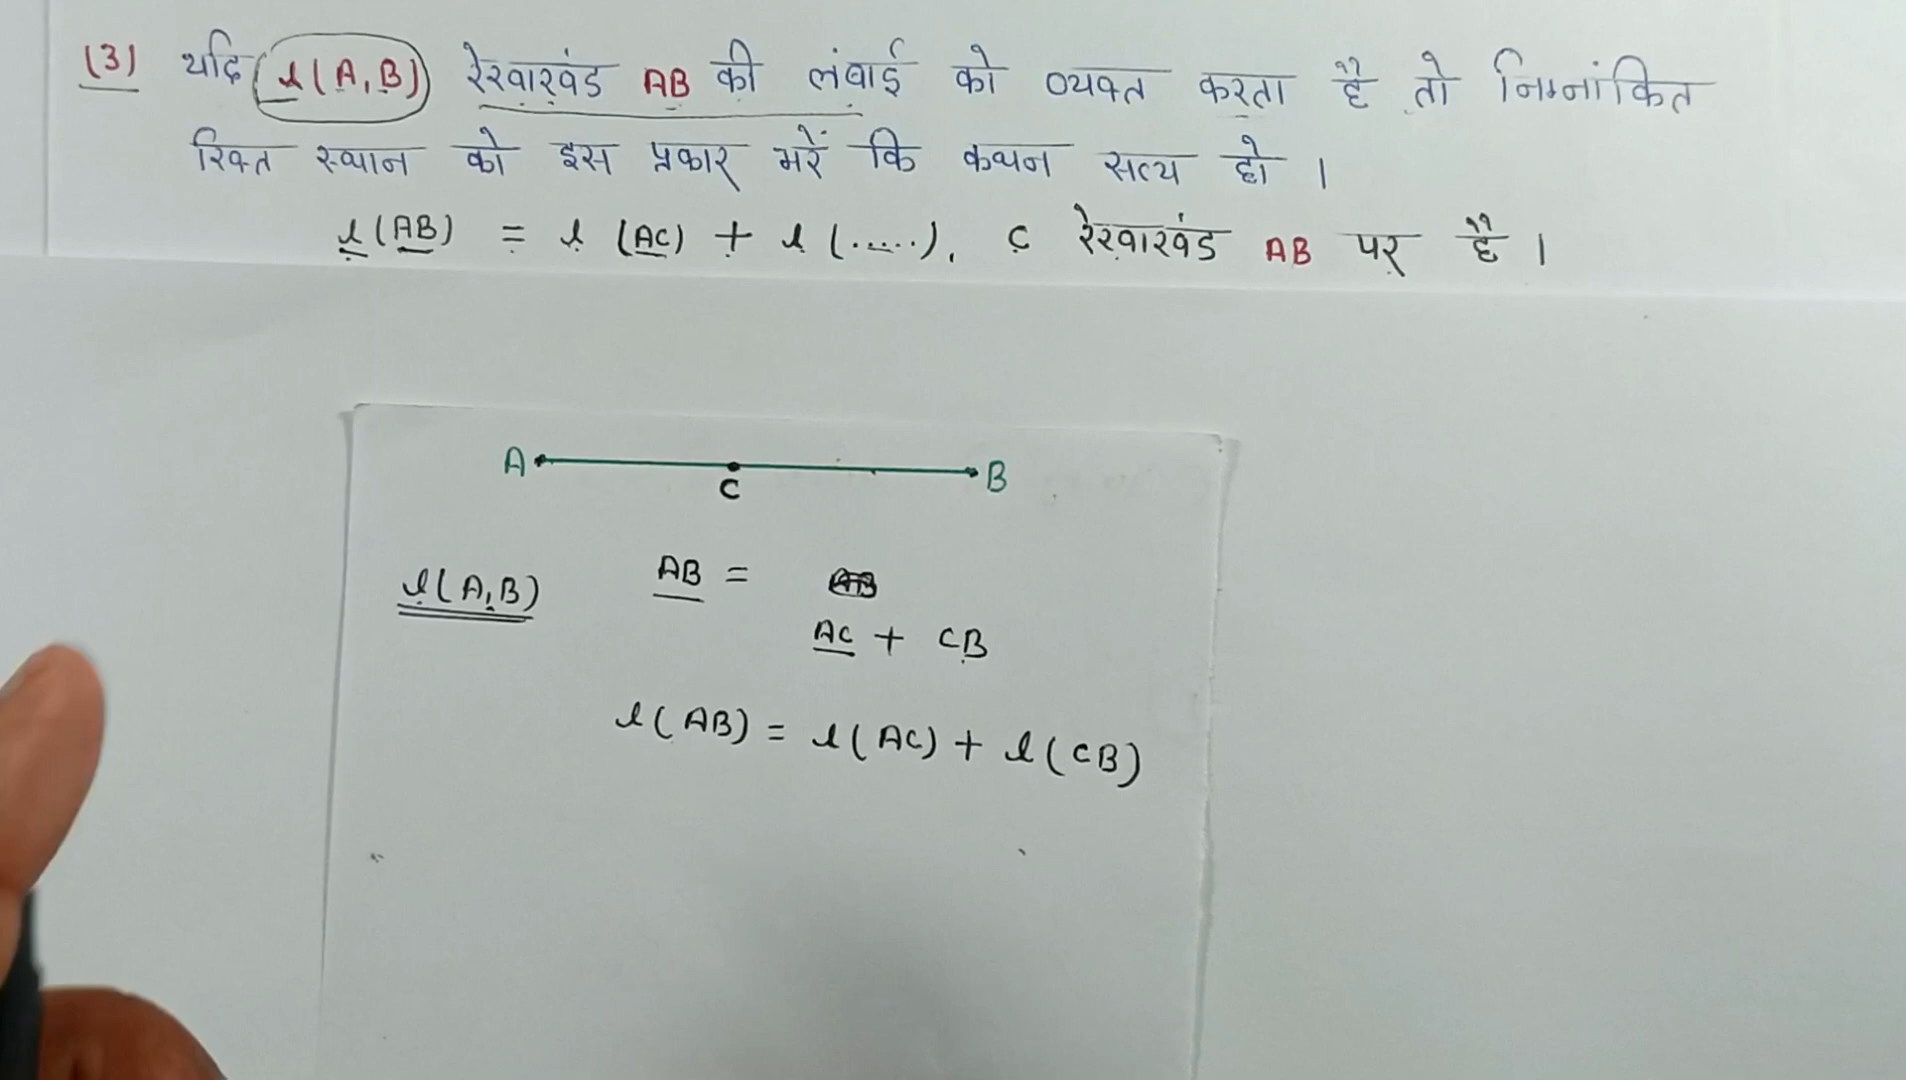 (3) यदि l(A,B) रेखाखंड AB की लंबाई को व्यक्त करता है तो निम्नांकित
रिक्त स्थान को इस प्रकार भरें कि कथन सत्य हो ।
l(AB) = l (AC) + l (.....). C रेखाखंड AB पर है ।
A B
C
l(A,B) AB =
AC + CB
l(AB) = l(AC) + l(CB)